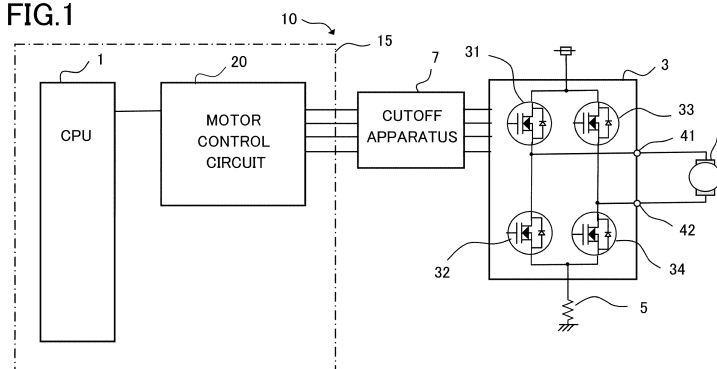 FIG.1
10
15
1
20
7
31
3
33
CPU
MOTOR
CONTROL
CIRCUIT
CUTOFF
APPARATUS
41
42
32
34
5